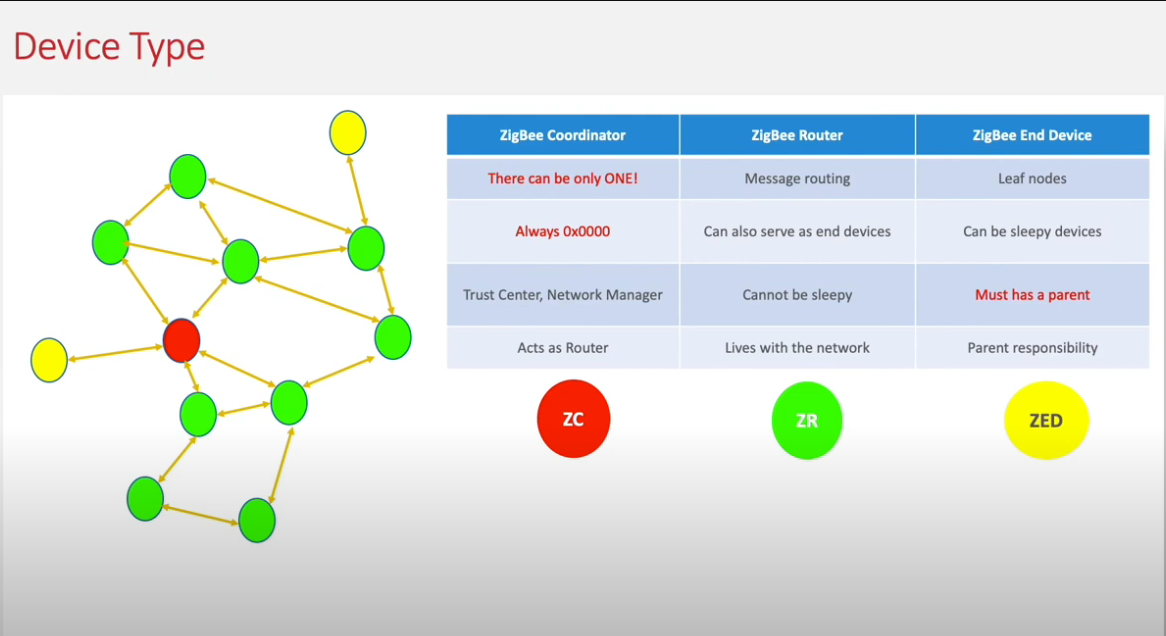 Device Type
ZigBee Coordinator ZigBee Router ZigBee End Device
There can be only ONE! Message routing Leaf nodes
Always 0x0000 Can also serve as end devices Can be sleepy devices
Trust Center, Network Manager Cannot be sleepy Must has a parent
Acts as Router Lives with the network Parent responsibility
ZC ZR ZED